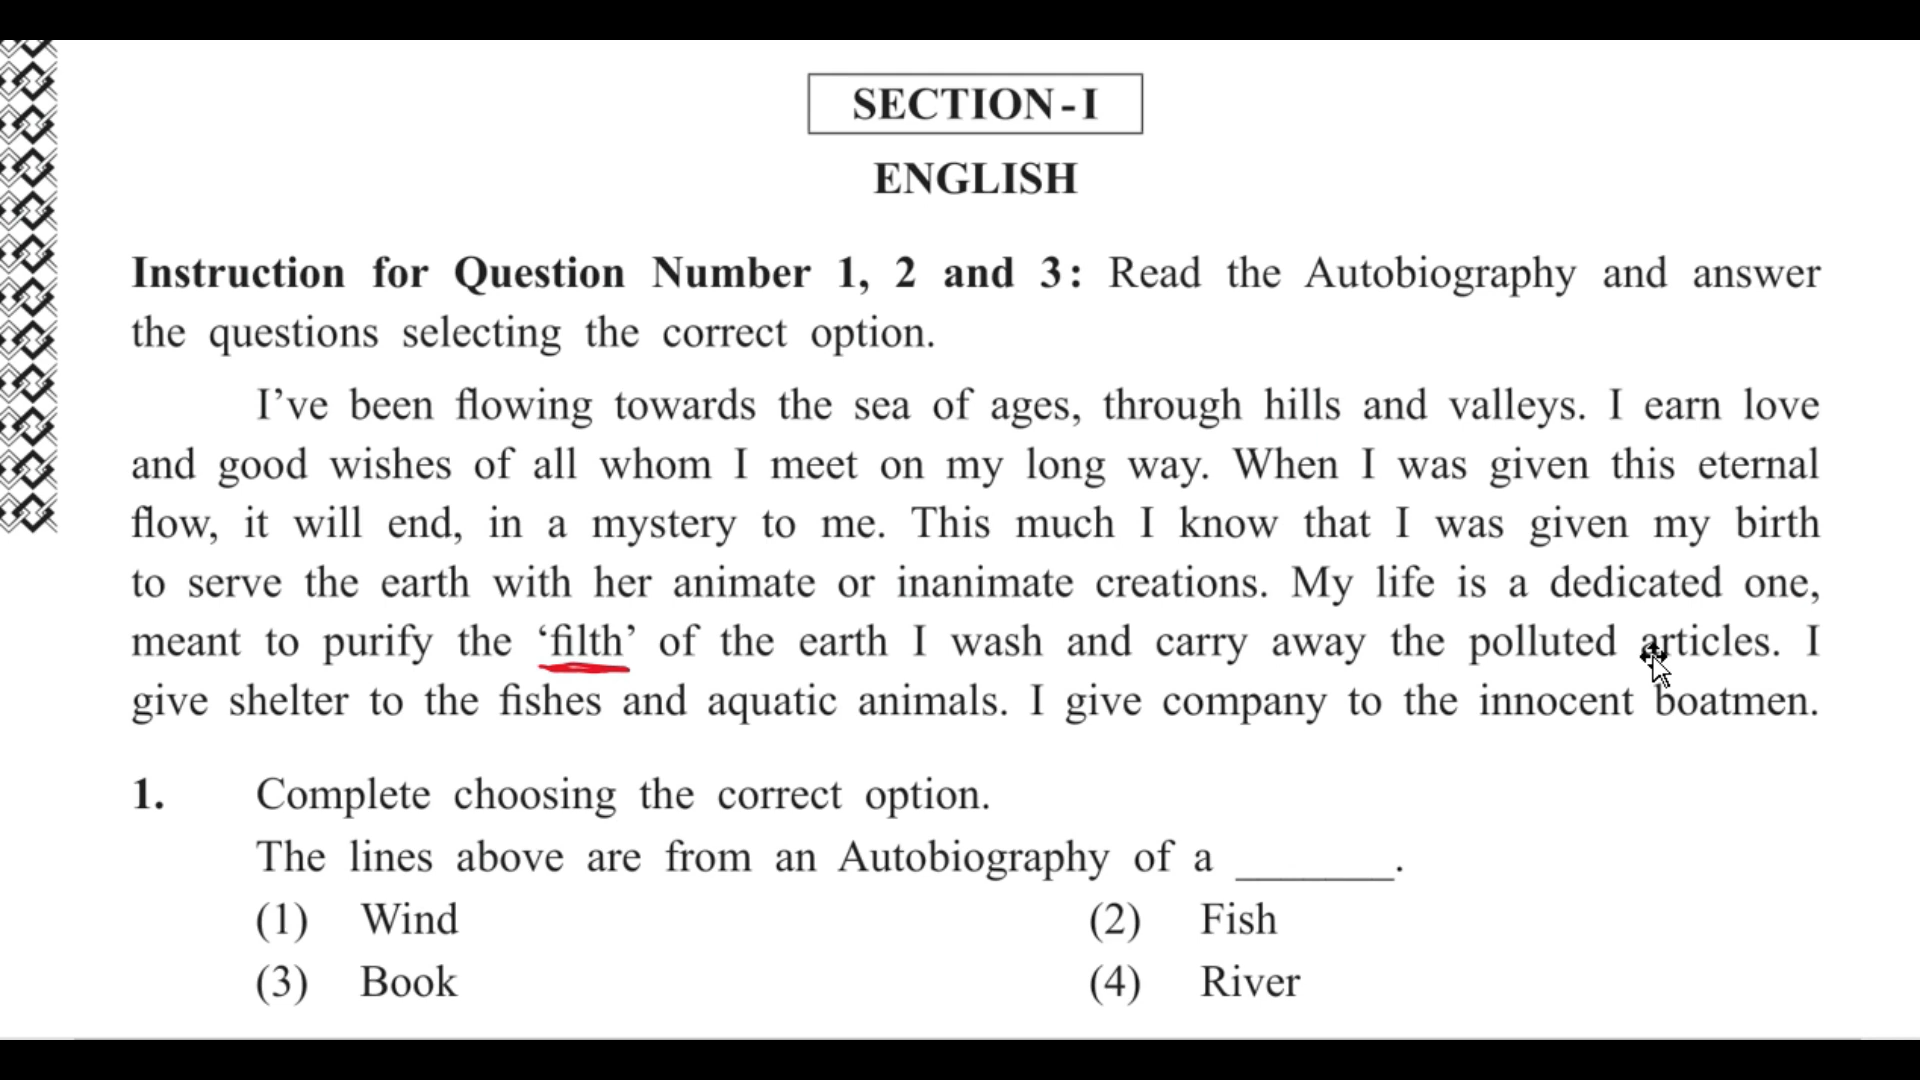 SECTION-I
ENGLISH
Instruction for Question Number 1, 2 and 3: Read the Autobiography and answer
the questions selecting the correct option.
I've been flowing towards the sea of ages, through hills and valleys. I earn love
and good wishes of all whom I meet on my long way. When I was given this eternal
flow, it will end, in a mystery to me. This much I know that I was given my birth
to serve the earth with her animate or inanimate creations. My life is a dedicated one,
meant to purify the ‘filth’ of the earth I wash and carry away the polluted articles. I
give shelter to the fishes and aquatic animals. I give company to the innocent boatmen.
1. Complete choosing the correct option.
The lines above are from an Autobiography of a _______.
(1) Wind (2) Fish
(3) Book (4) River